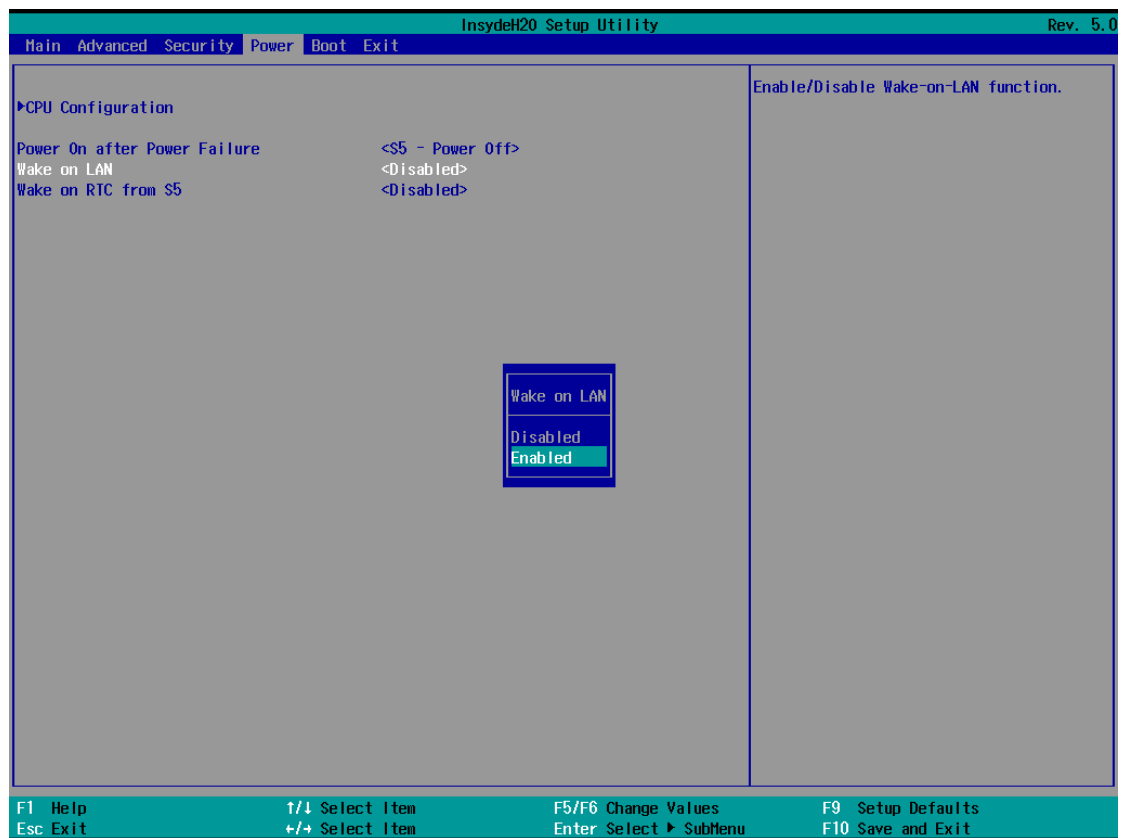 InsydeH20 Setup Utility Rev. 5.0
Main Advanced Security Power Boot Exit
Enable/Disable Wake-on-LAN function.
▶CPU Configuration
Power On after Power Failure <S5 - Power Off>
Wake on LAN <Disabled>
Wake on RTC from S5 <Disabled>
Wake on LAN
Disabled
Enabled
F1 Help ↑/↓ Select Item F5/F6 Change Values F9 Setup Defaults
Esc Exit ←/→ Select Item Enter Select ▶ SubMenu F10 Save and Exit